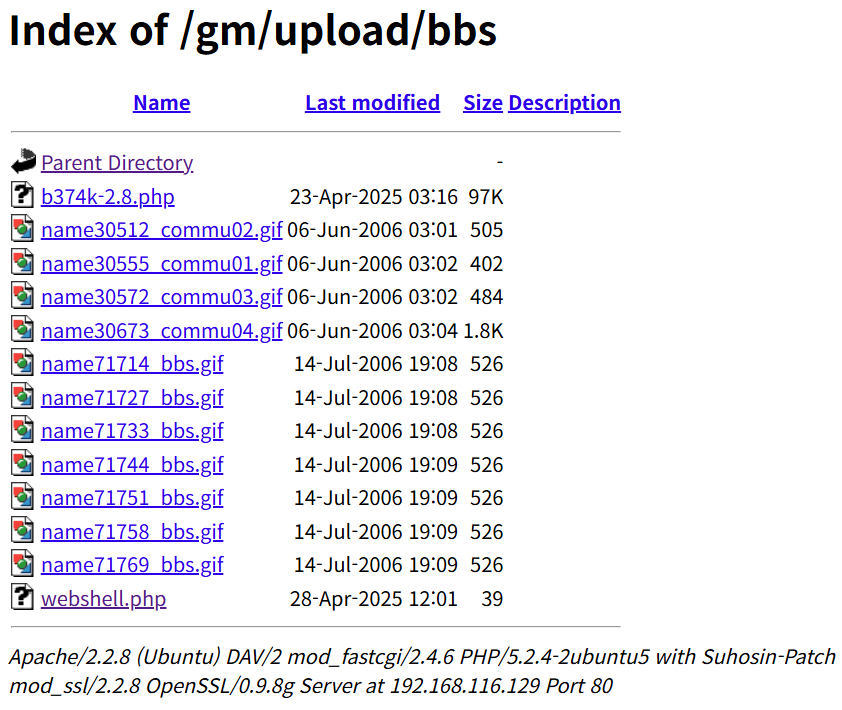 Index of /gm/upload/bbs
Name Last modified Size Description
Parent Directory -
b374k-2.8.php 23-Apr-2025 03:16 97K
name30512_commu02.gif 06-Jun-2006 03:01 505
name30555_commu01.gif 06-Jun-2006 03:02 402
name30572_commu03.gif 06-Jun-2006 03:02 484
name30673_commu04.gif 06-Jun-2006 03:04 1.8K
name71714_bbs.gif 14-Jul-2006 19:08 526
name71727_bbs.gif 14-Jul-2006 19:08 526
name71733_bbs.gif 14-Jul-2006 19:08 526
name71744_bbs.gif 14-Jul-2006 19:09 526
name71751_bbs.gif 14-Jul-2006 19:09 526
name71758_bbs.gif 14-Jul-2006 19:09 526
name71769_bbs.gif 14-Jul-2006 19:09 526
webshell.php 28-Apr-2025 12:01 39
Apache/2.2.8 (Ubuntu) DAV/2 mod_fastcgi/2.4.6 PHP/5.2.4-2ubuntu5 with Suhosin-Patch
mod_ssl/2.2.8 OpenSSL/0.9.8g Server at 192.168.116.129 Port 80